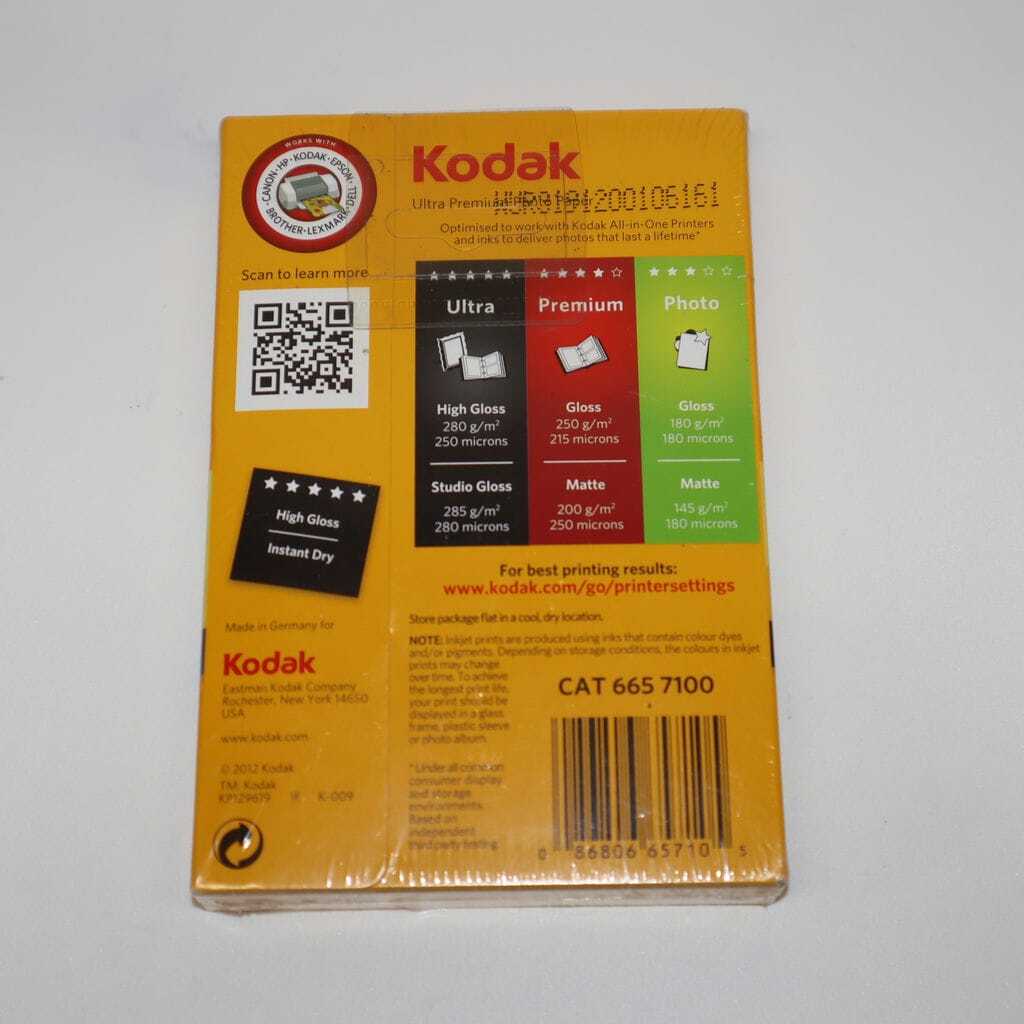 WORKS WITH
CANON · HP · KODAK · EPSON · DELL
BROTHER · LEXMARK
Kodak
Ultra Premium Photo Paper
200106161
Optimised to work with Kodak All-in-One Printers
and inks to deliver photos that last a lifetime*
Scan to learn more
Ultra
High Gloss
280 g/m²
250 microns
Studio Gloss
285 g/m²
280 microns
Premium
Gloss
250 g/m²
215 microns
Matte
200 g/m²
250 microns
Photo
Gloss
180 g/m²
180 microns
Matte
145 g/m²
180 microns
High Gloss
Instant Dry
For best printing results:
www.kodak.com/go/printersettings
Store package flat in a cool, dry location.
NOTE: Inkjet prints are produced using inks that contain colour dyes
and/or pigments. Depending on storage conditions, the colours in inkjet
prints may change
over time. To achieve
the longest print life,
your print should be
displayed in a glass
frame, plastic sleeve
or photo album.
*Under all common
consumer display
and storage
environments.
Based on
independent
third party testing.
Made in Germany for
Kodak
Eastman Kodak Company
Rochester, New York 14650
USA
www.kodak.com
© 2012 Kodak
TM: Kodak
KP129619 K-009
CAT 665 7100
0 86806 65710 5